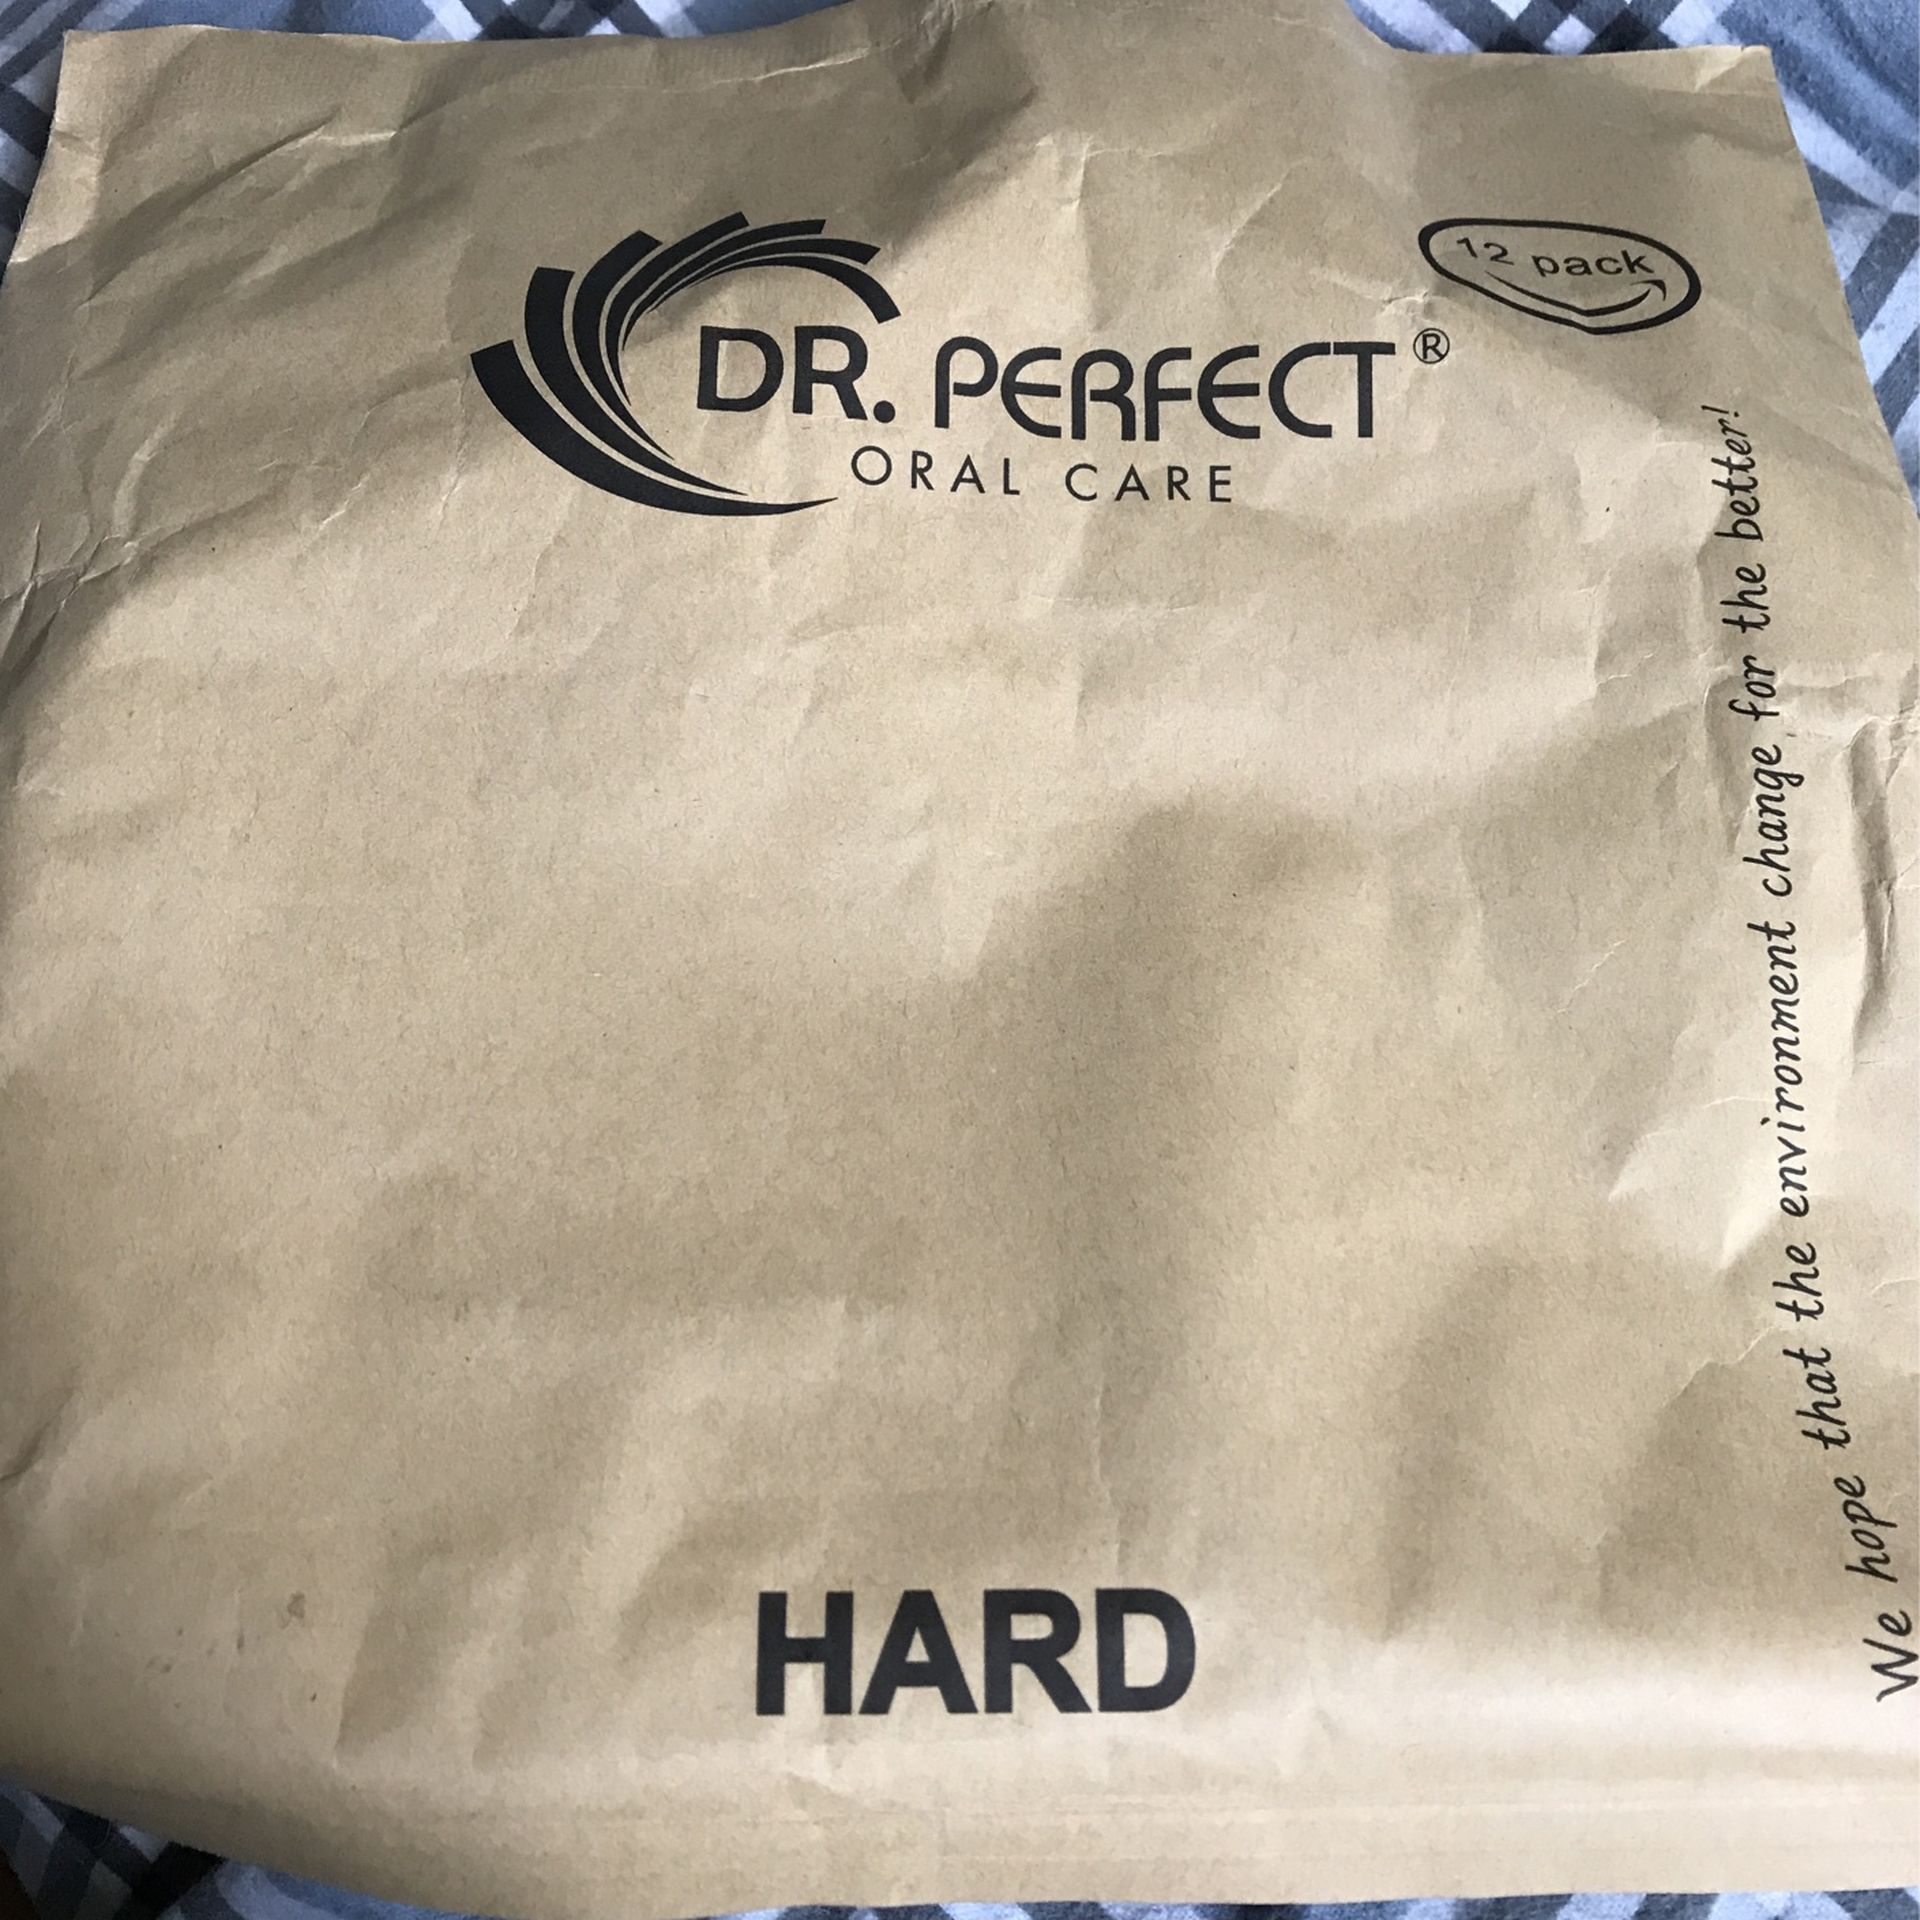 12 pack
DR. PERFECT®
ORAL CARE
We hope that the environment change for the better!
HARD